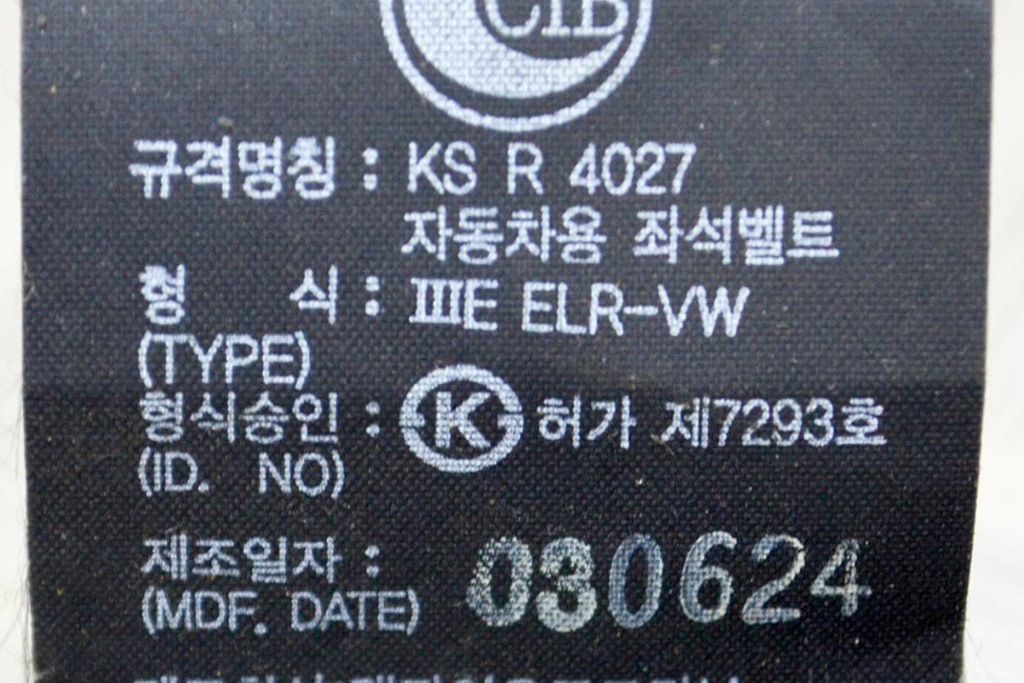 CIB
규격명칭 : KS R 4027
자동차용 좌석벨트
형 식 : ⅢE ELR-VW
(TYPE)
형식승인 : K 허가 제7293호
(ID. NO)
제조일자 : 030624
(MDF. DATE)